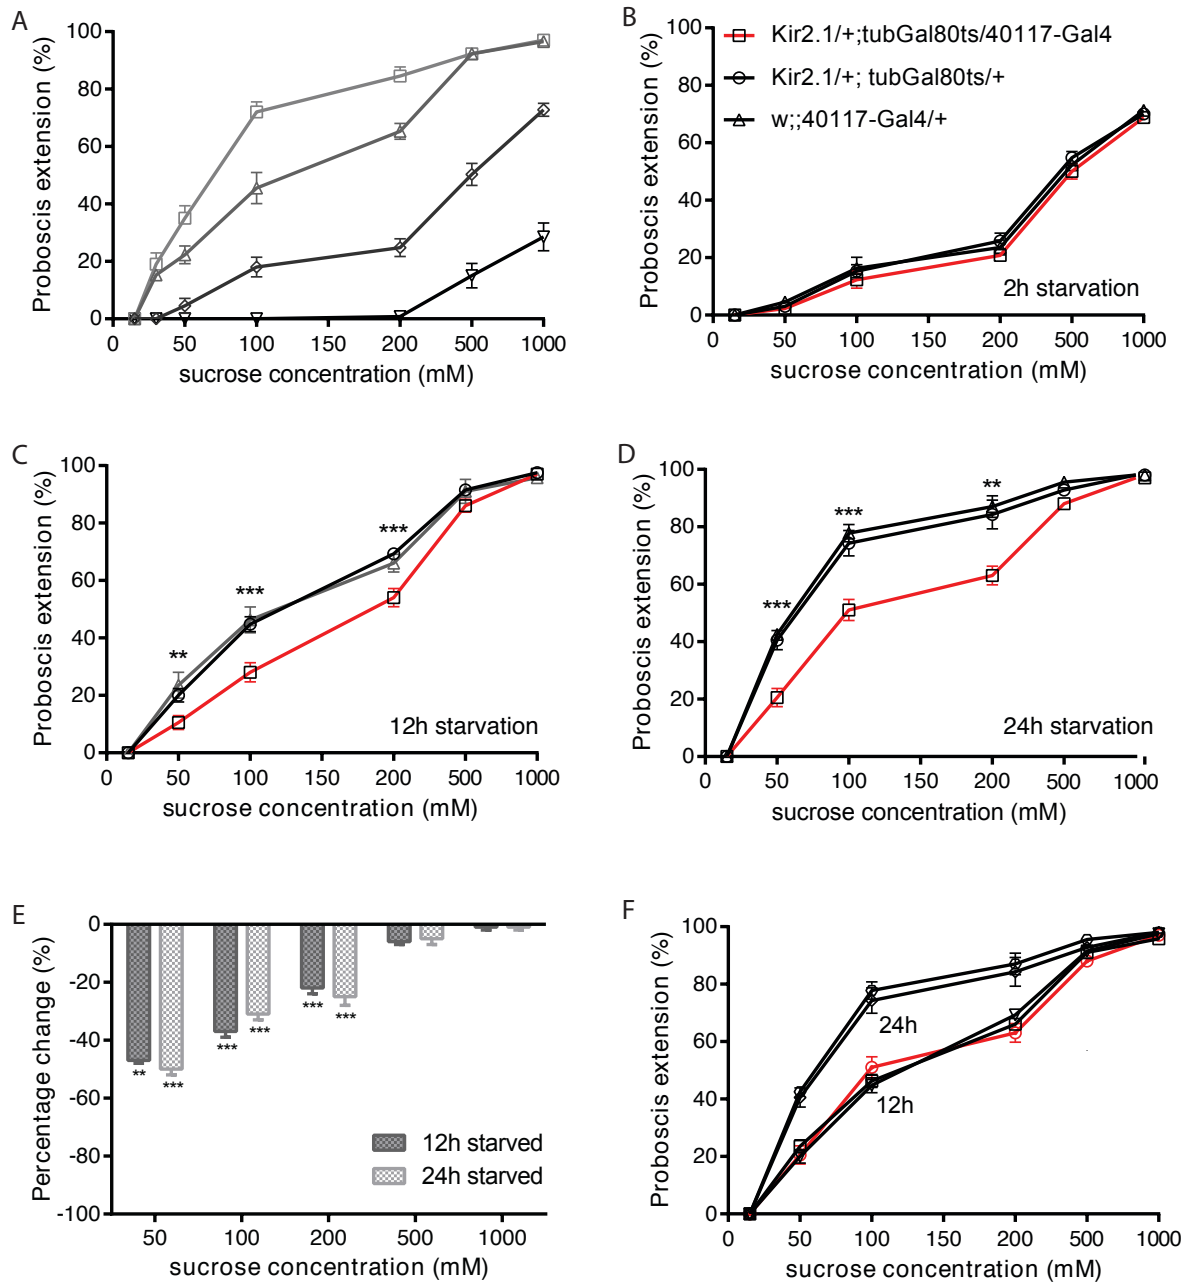 A
Proboscis extension (%)
100
80
60
40
20
0
0 50 100 150 200 500 1000
sucrose concentration (mM)
B
Proboscis extension (%)
100
80
60
40
20
0
Kir2.1/+;tubGal80ts/40117-Gal4
Kir2.1/+; tubGal80ts/+
w;;40117-Gal4/+
2h starvation
0 50 100 150 200 500 1000
sucrose concentration (mM)
C
Proboscis extension (%)
100
80
60
40
20
0
** *** ***
12h starvation
0 50 100 150 200 500 1000
sucrose concentration (mM)
D
Proboscis extension (%)
100
80
60
40
20
0
*** *** **
24h starvation
0 50 100 150 200 500 1000
sucrose concentration (mM)
E
Percentage change (%)
0
-20
-40
-60
-80
-100
** *** *** *** *** ***
12h starved
24h starved
50 100 200 500 1000
sucrose concentration (mM)
F
Proboscis extension (%)
100
80
60
40
20
0
24h
12h
0 50 100 150 200 500 1000
sucrose concentration (mM)